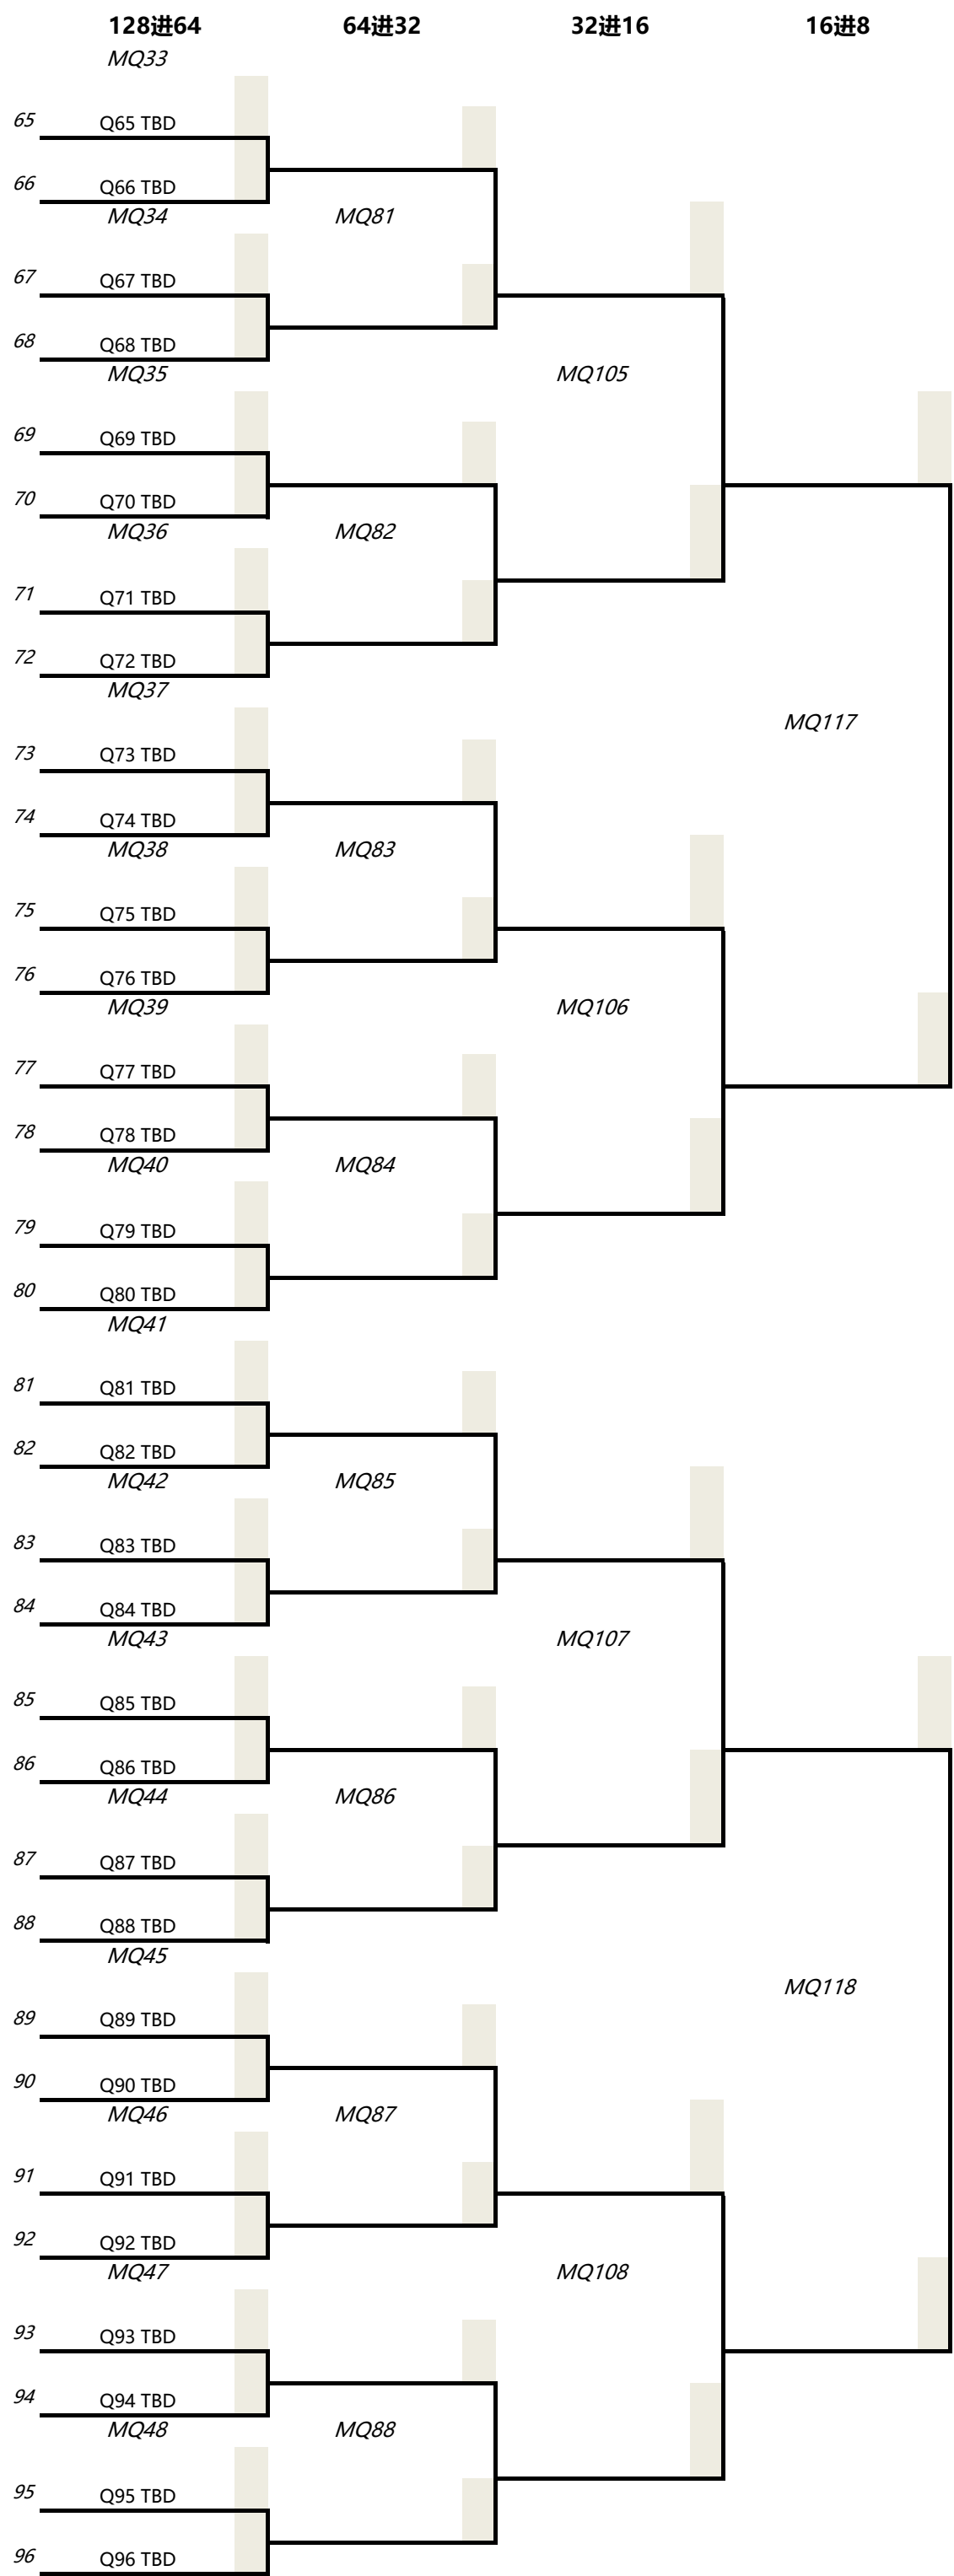 128进64 64进32 32进16 16进8
MQ33
65 Q65 TBD
66 Q66 TBD
MQ34 MQ81
67 Q67 TBD
68 Q68 TBD
MQ35 MQ105
69 Q69 TBD
70 Q70 TBD
MQ36 MQ82
71 Q71 TBD
72 Q72 TBD
MQ37
MQ117
73 Q73 TBD
74 Q74 TBD
MQ38 MQ83
75 Q75 TBD
76 Q76 TBD
MQ39 MQ106
77 Q77 TBD
78 Q78 TBD
MQ40 MQ84
79 Q79 TBD
80 Q80 TBD
MQ41
81 Q81 TBD
82 Q82 TBD
MQ42 MQ85
83 Q83 TBD
84 Q84 TBD
MQ43 MQ107
85 Q85 TBD
86 Q86 TBD
MQ44 MQ86
87 Q87 TBD
88 Q88 TBD
MQ45
MQ118
89 Q89 TBD
90 Q90 TBD
MQ46 MQ87
91 Q91 TBD
92 Q92 TBD
MQ47 MQ108
93 Q93 TBD
94 Q94 TBD
MQ48 MQ88
95 Q95 TBD
96 Q96 TBD